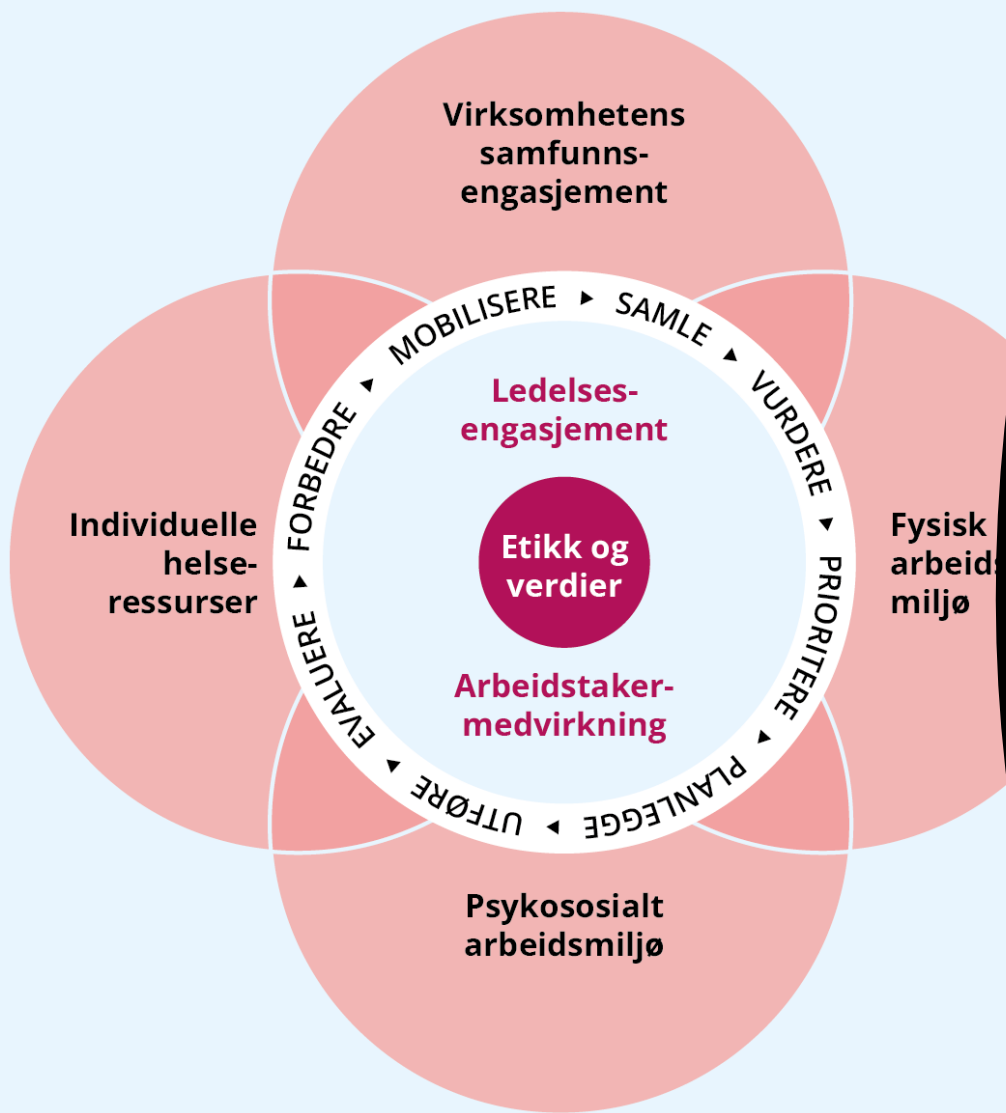 Virksomhetens
samfunns-
engasjement
MOBILISERE ▸ SAMLE ▸ VURDERE ▸ PRIORITERE ▸ PLANLEGGE ▸ UTFØRE ▸ EVALUERE ▸ FORBEDRE ▸
Ledelses-
engasjement
Individuelle
helse-
ressurser
Etikk og
verdier
Fysisk
miljø
Arbeidstaker-
medvirkning
Psykososialt
arbeidsmiljø